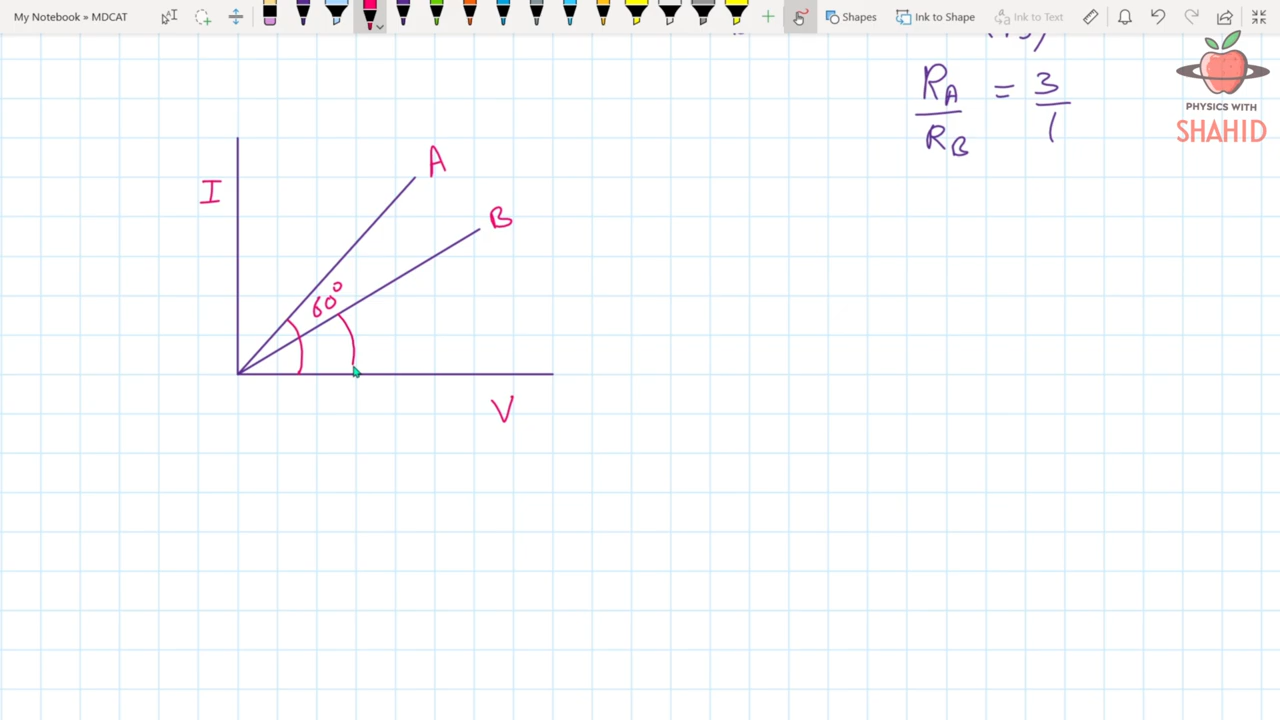 My Notebook » MDCAT
Shapes
Ink to Shape
Ink to Text
PHYSICS WITH
SHAHID
R_A / R_B = 3 / 1
I
A
B
60°
V